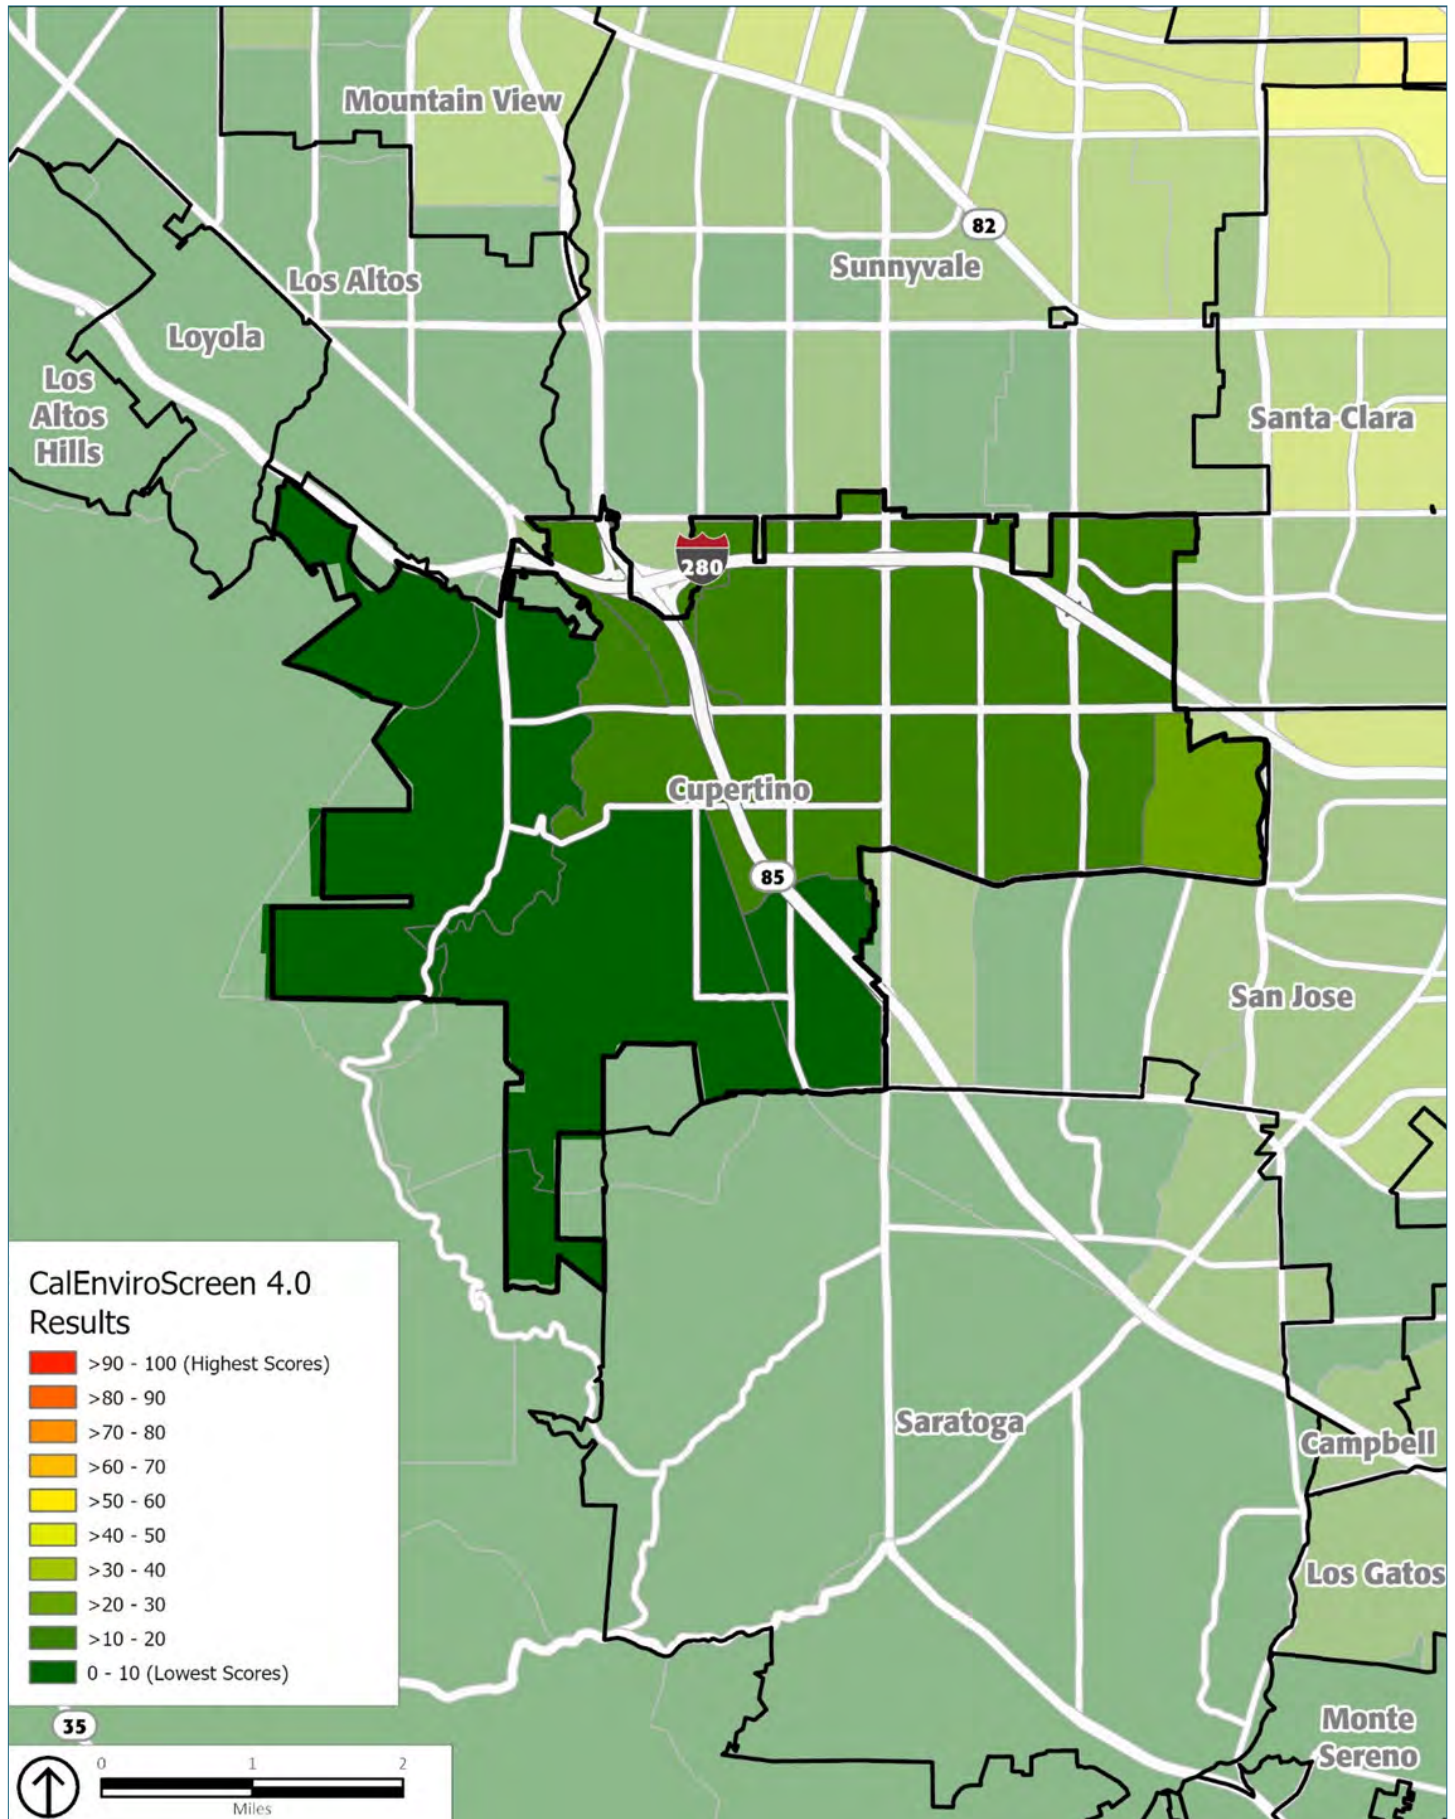 Mountain View
82
Sunnyvale
Los Altos
Loyola
Los
Altos
Hills
Santa Clara
280
Cupertino
85
San Jose
CalEnviroScreen 4.0
Results
>90 - 100 (Highest Scores)
>80 - 90
>70 - 80
>60 - 70
>50 - 60
>40 - 50
>30 - 40
>20 - 30
>10 - 20
0 - 10 (Lowest Scores)
Saratoga
Campbell
Los Gatos
Monte
Sereno
35
0 1 2
Miles